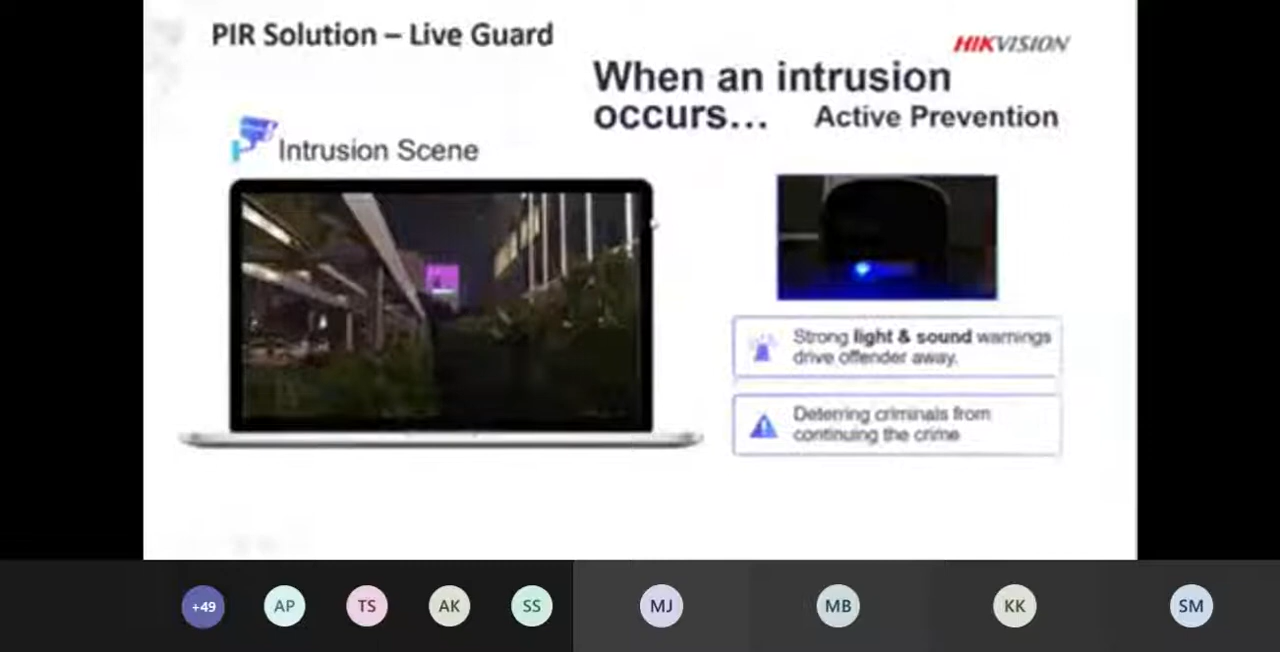 PIR Solution – Live Guard
HIKVISION
When an intrusion
occurs...
Active Prevention
Intrusion Scene
Strong light & sound warnings
drive offender away.
Deterring criminals from
continuing the crime
+49
AP
TS
AK
SS
MJ
MB
KK
SM